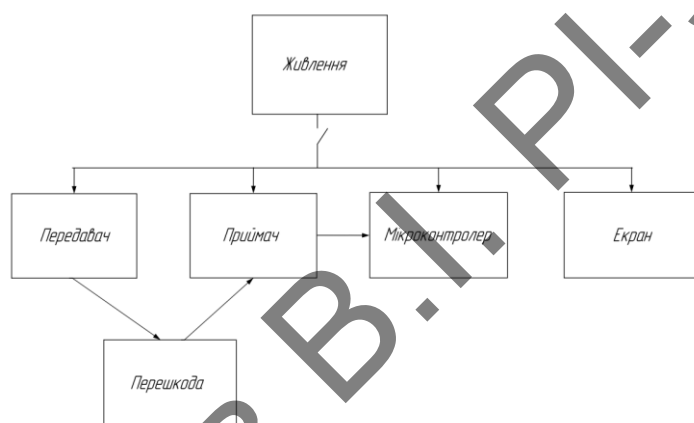 Живлення
Передавач
Приймач
Мікроконтролер
Екран
Перешкода